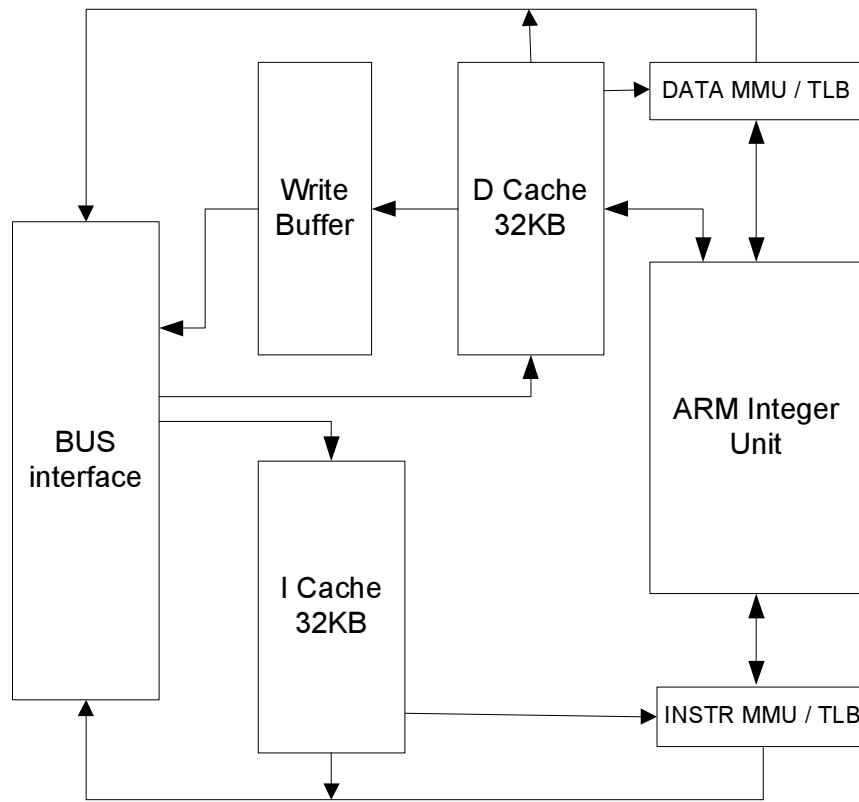 DATA MMU / TLB
Write
Buffer
D Cache
32KB
ARM Integer
Unit
BUS
interface
I Cache
32KB
INSTR MMU / TLB